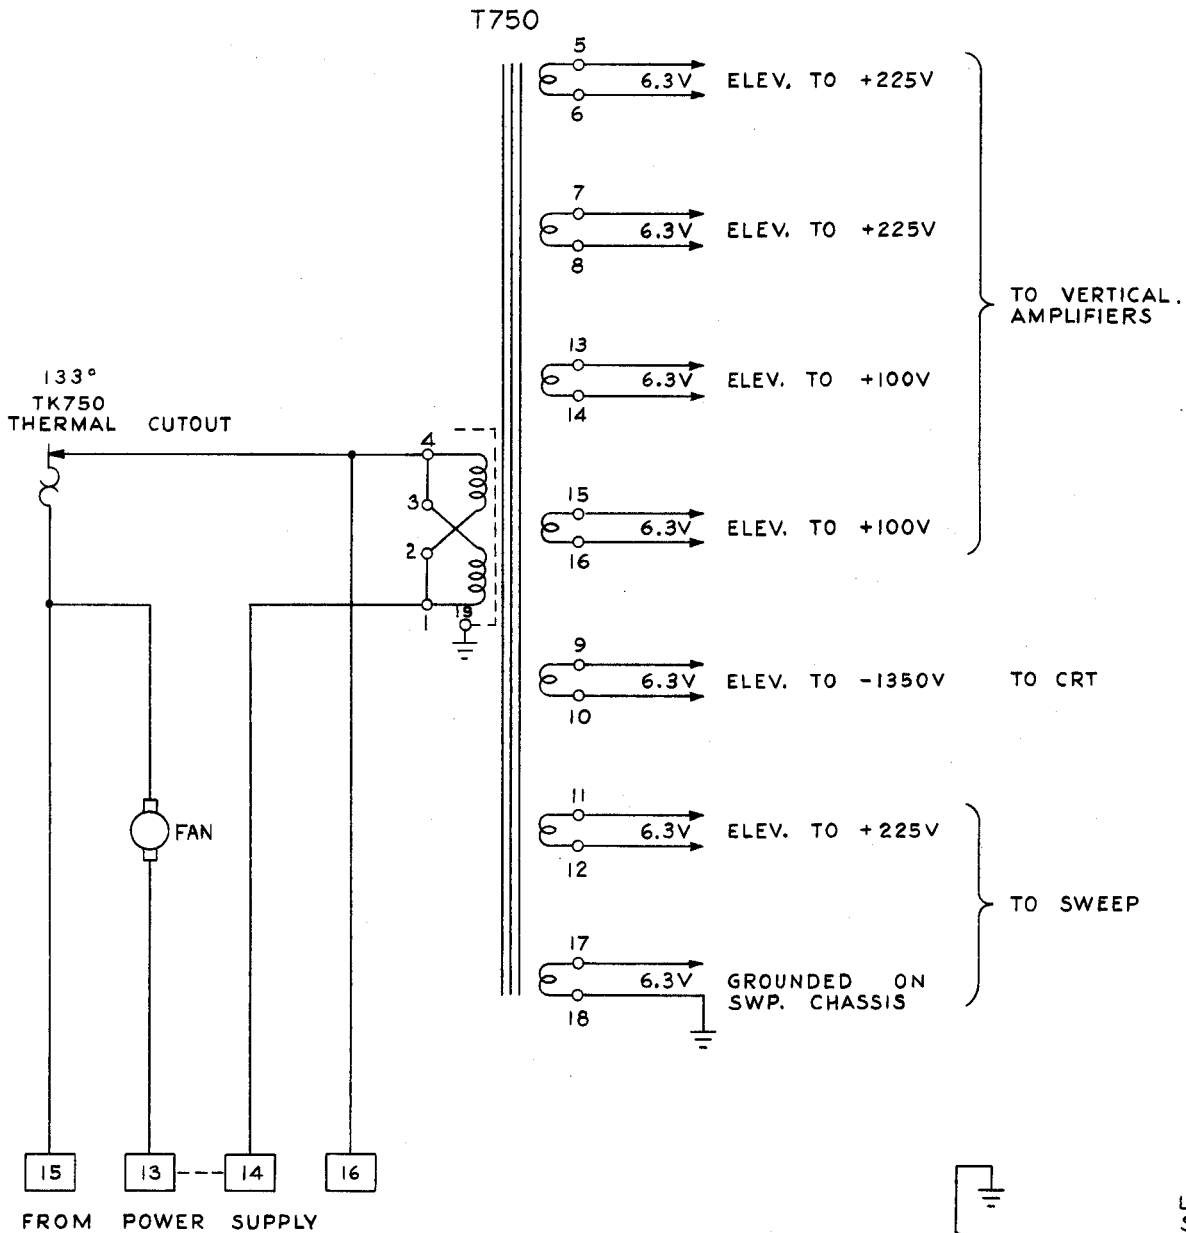 T750
5
6.3V ELEV. TO +225V
6
7
6.3V ELEV. TO +225V
8
TO VERTICAL.
AMPLIFIERS
13
6.3V ELEV. TO +100V
14
133°
TK750
THERMAL CUTOUT
4
3
2
1
19
15
6.3V ELEV. TO +100V
16
9
6.3V ELEV. TO -1350V TO CRT
10
11
6.3V ELEV. TO +225V
12
FAN
TO SWEEP
17
6.3V GROUNDED ON
SWP. CHASSIS
18
15 13 14 16
FROM POWER SUPPLY